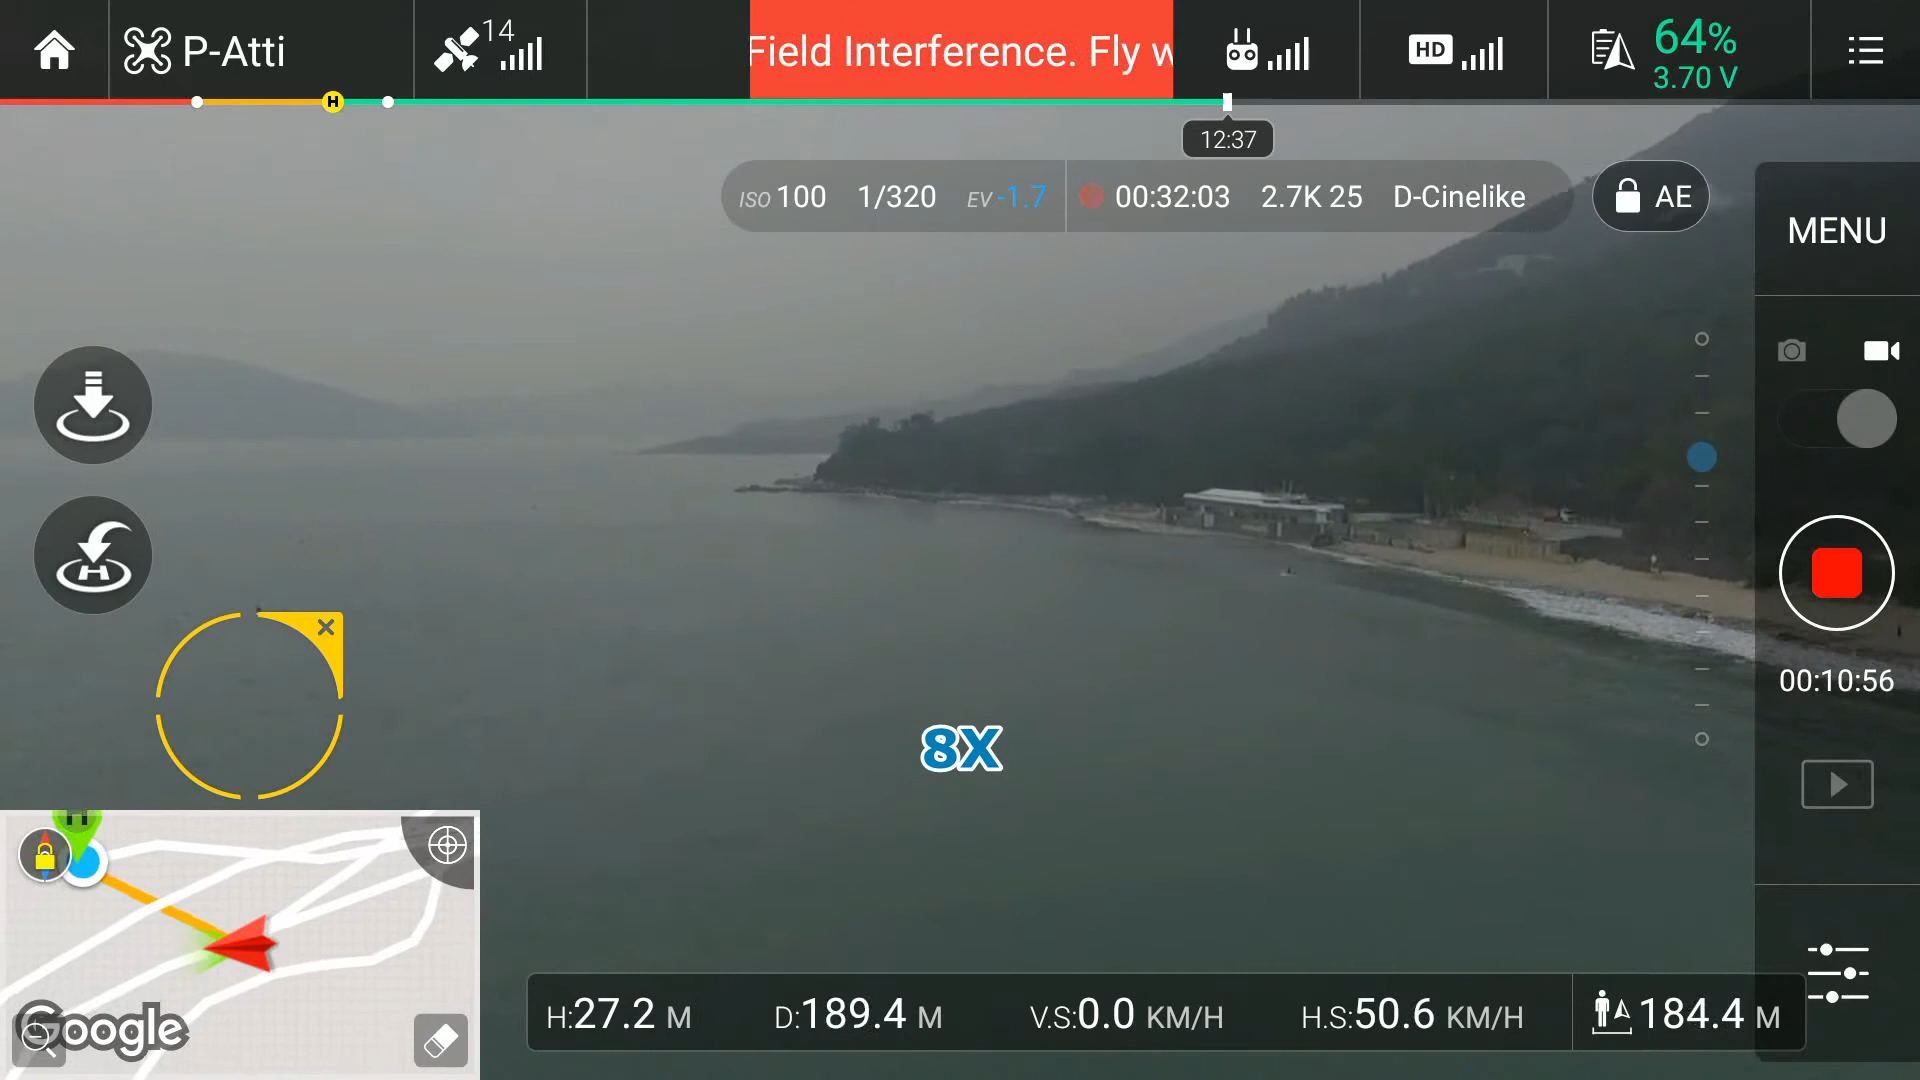 P-Atti
14
Field Interference. Fly w
HD
64%
3.70 V
H
12:37
ISO 100 1/320 EV -1.7 00:32:03 2.7K 25 D-Cinelike
AE
MENU
H
00:10:56
8X
H
Google
H:27.2 M D:189.4 M V.S:0.0 KM/H H.S:50.6 KM/H 184.4 M